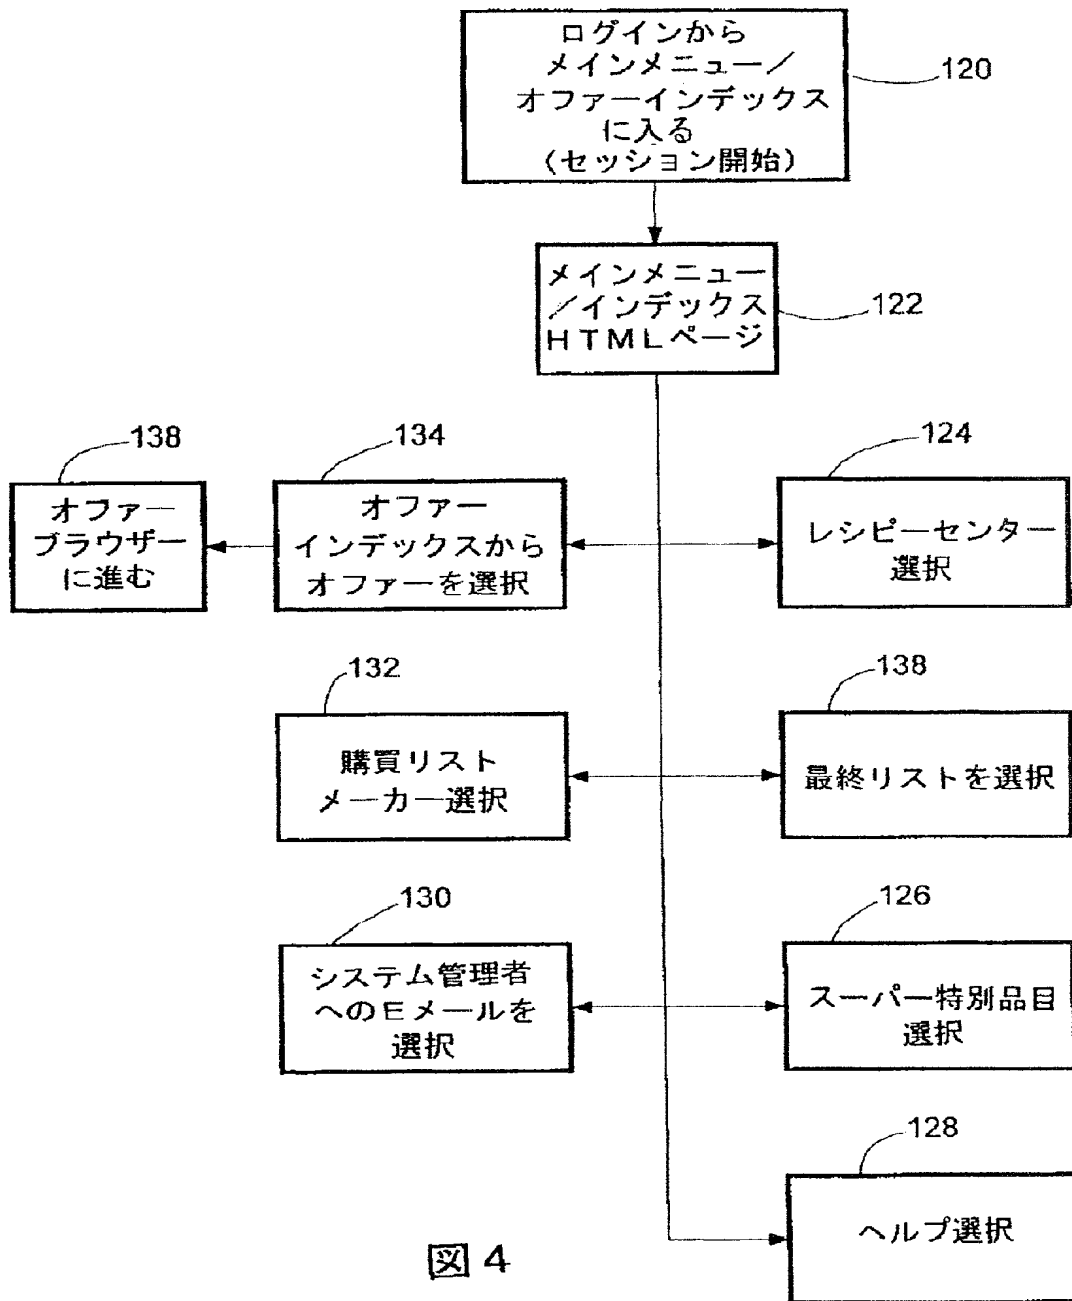 ログインから
メインメニュー／
オファーインデックス
に入る
（セッション開始）
120
メインメニュー
／インデックス
ＨＴＭＬページ
122
138
オファー
ブラウザー
に進む
134
オファー
インデックスから
オファーを選択
124
レシピーセンター
選択
132
購買リスト
メーカー選択
138
最終リストを選択
130
システム管理者
へのＥメールを
選択
126
スーパー特別品目
選択
128
ヘルプ選択
図４